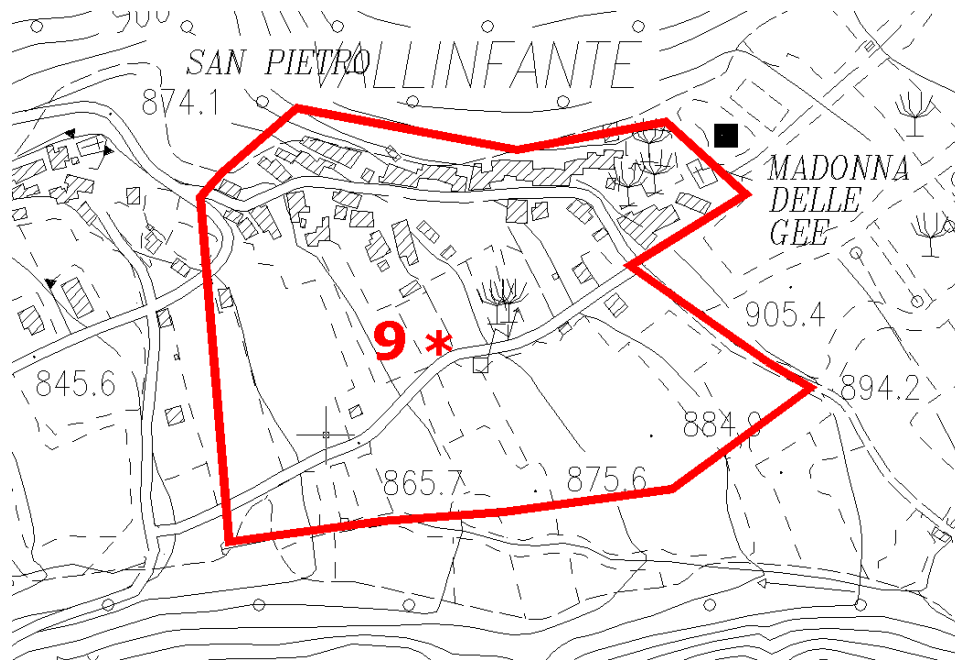 900
SAN PIETRO
VALLINFANTE
874.1
MADONNA
DELLE
GEE
905.4
9 *
845.6
894.2
884.9
865.7
875.6